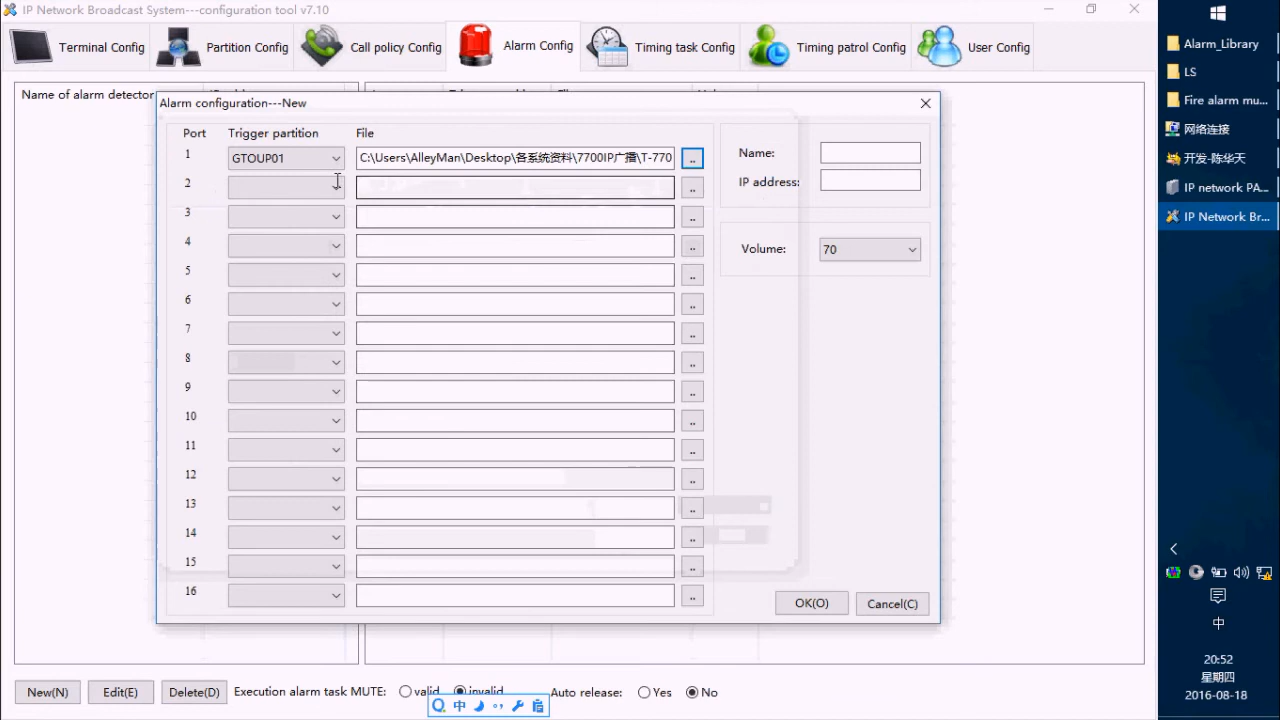 IP Network Broadcast System---configuration tool v7.10
Terminal Config
Partition Config
Call policy Config
Alarm Config
Timing task Config
Timing patrol Config
User Config
Name of alarm detector
Alarm configuration---New
Port
Trigger partition
File
1
GTOUP01
C:\Users\AlleyMan\Desktop\各系统资料\7700IP广播\T-770
..
2
..
3
..
4
..
5
..
6
..
7
..
8
..
9
..
10
..
11
..
12
..
13
..
14
..
15
..
16
..
Name:
IP address:
Volume:
70
OK(O)
Cancel(C)
New(N)
Edit(E)
Delete(D)
Execution alarm task MUTE:
valid
invalid
Auto release:
Yes
No
中
Alarm_Library
LS
Fire alarm mu...
网络连接
开发-陈华天
IP network PA...
IP Network Br...
中
20:52
星期四
2016-08-18